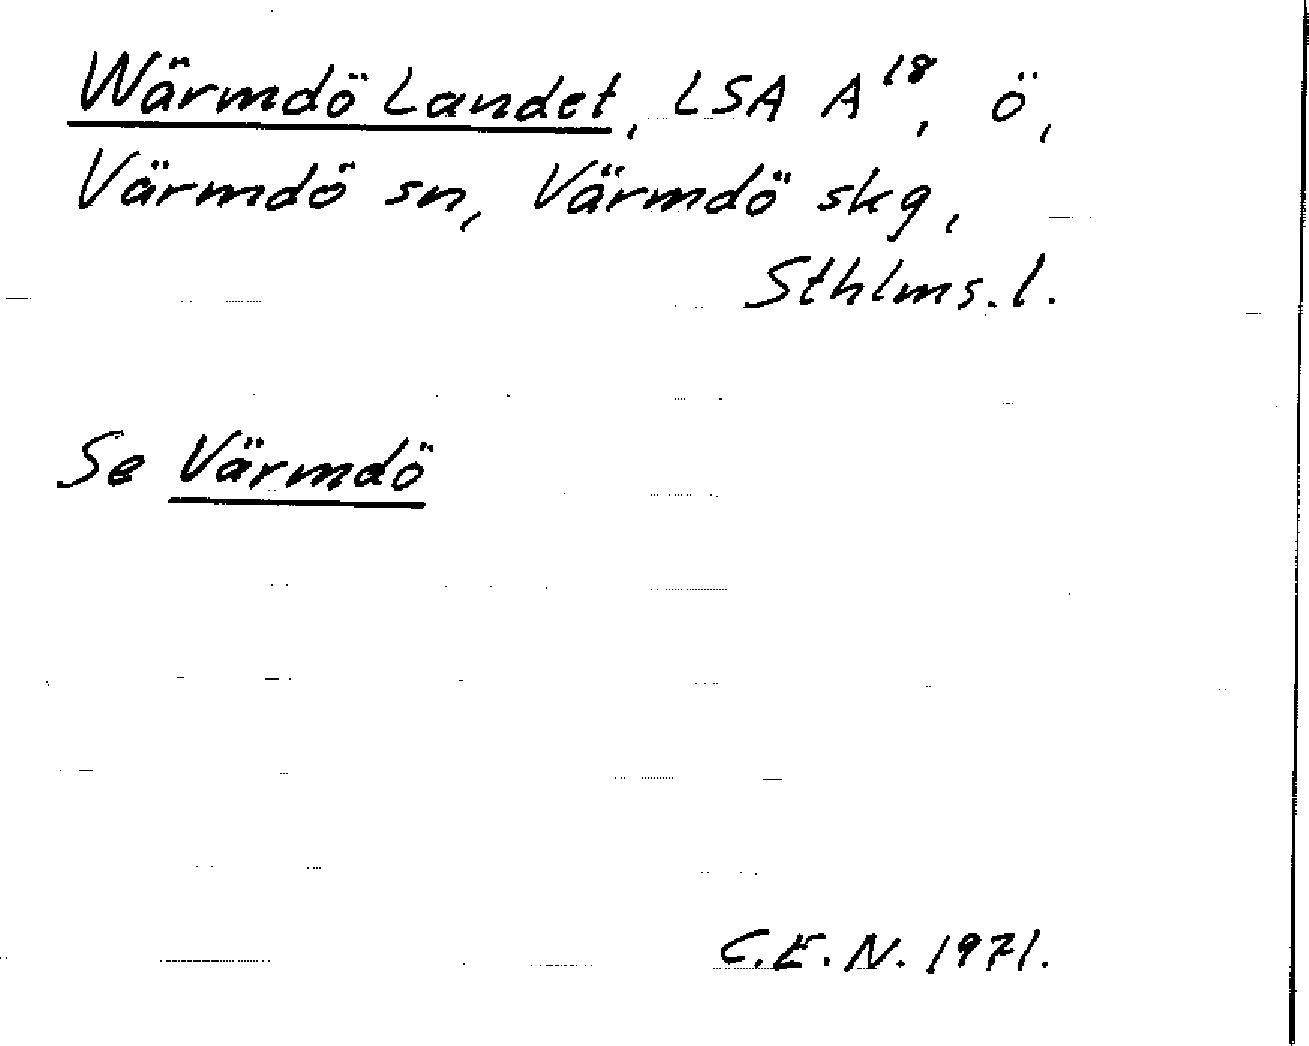 Wärmdö Landet, LSA A¹⁸, ö,
Värmdö sn, Värmdö skg,
Sthlms. l.
Se Värmdö
C.E.N. 1971.